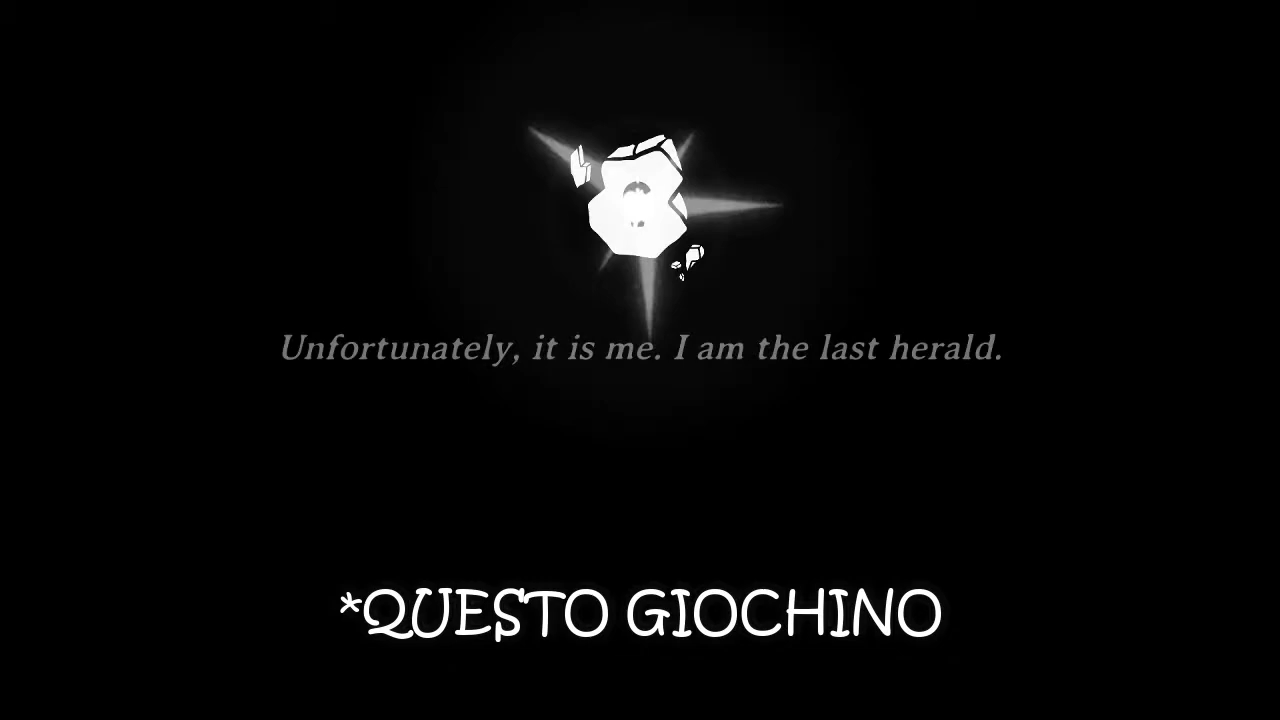 Unfortunately, it is me. I am the last herald.
*QUESTO GIOCHINO